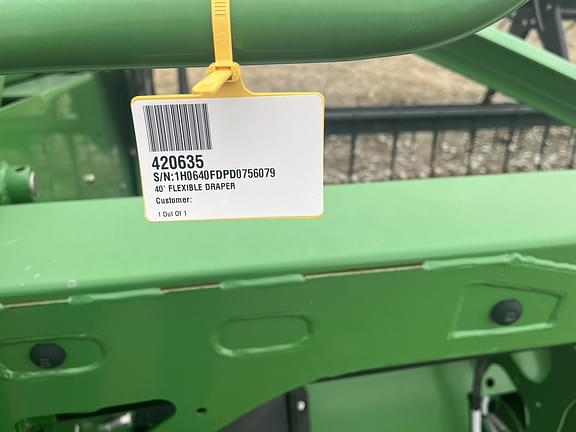 420635
S/N:1H0640FDPD0756079
40' FLEXIBLE DRAPER
Customer:
1 Out Of 1